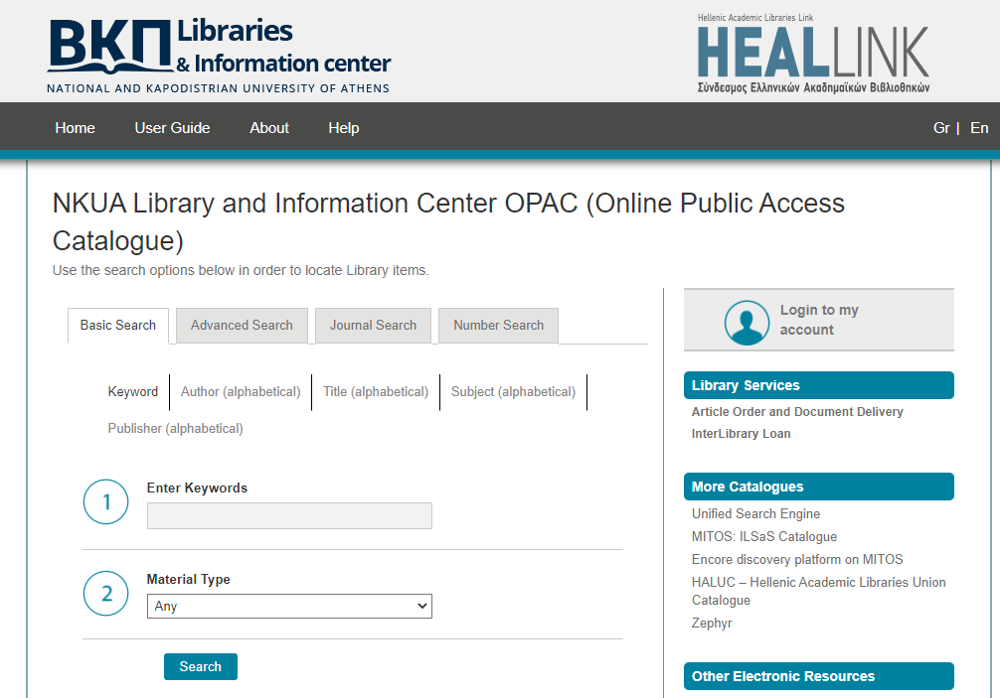 ΒΚΠ Libraries
& Information center
NATIONAL AND KAPODISTRIAN UNIVERSITY OF ATHENS
Hellenic Academic Libraries Link
HEALLINK
Σύνδεσμος Ελληνικών Ακαδημαϊκών Βιβλιοθηκών
Home User Guide About Help Gr | En
NKUA Library and Information Center OPAC (Online Public Access
Catalogue)
Use the search options below in order to locate Library items.
Basic Search Advanced Search Journal Search Number Search
Keyword Author (alphabetical) Title (alphabetical) Subject (alphabetical)
Publisher (alphabetical)
1 Enter Keywords
2 Material Type
Any
Search
Login to my
account
Library Services
Article Order and Document Delivery
InterLibrary Loan
More Catalogues
Unified Search Engine
MITOS: ILSaS Catalogue
Encore discovery platform on MITOS
HALUC – Hellenic Academic Libraries Union
Catalogue
Zephyr
Other Electronic Resources